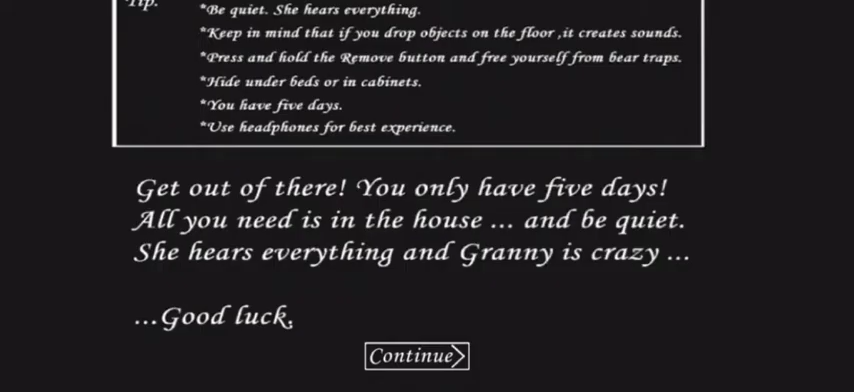 Tip:
*Be quiet. She hears everything.
*Keep in mind that if you drop objects on the floor ,it creates sounds.
*Press and hold the Remove button and free yourself from bear traps.
*Hide under beds or in cabinets.
*You have five days.
*Use headphones for best experience.
Get out of there! You only have five days!
All you need is in the house ... and be quiet.
She hears everything and Granny is crazy ...
...Good luck.
Continue